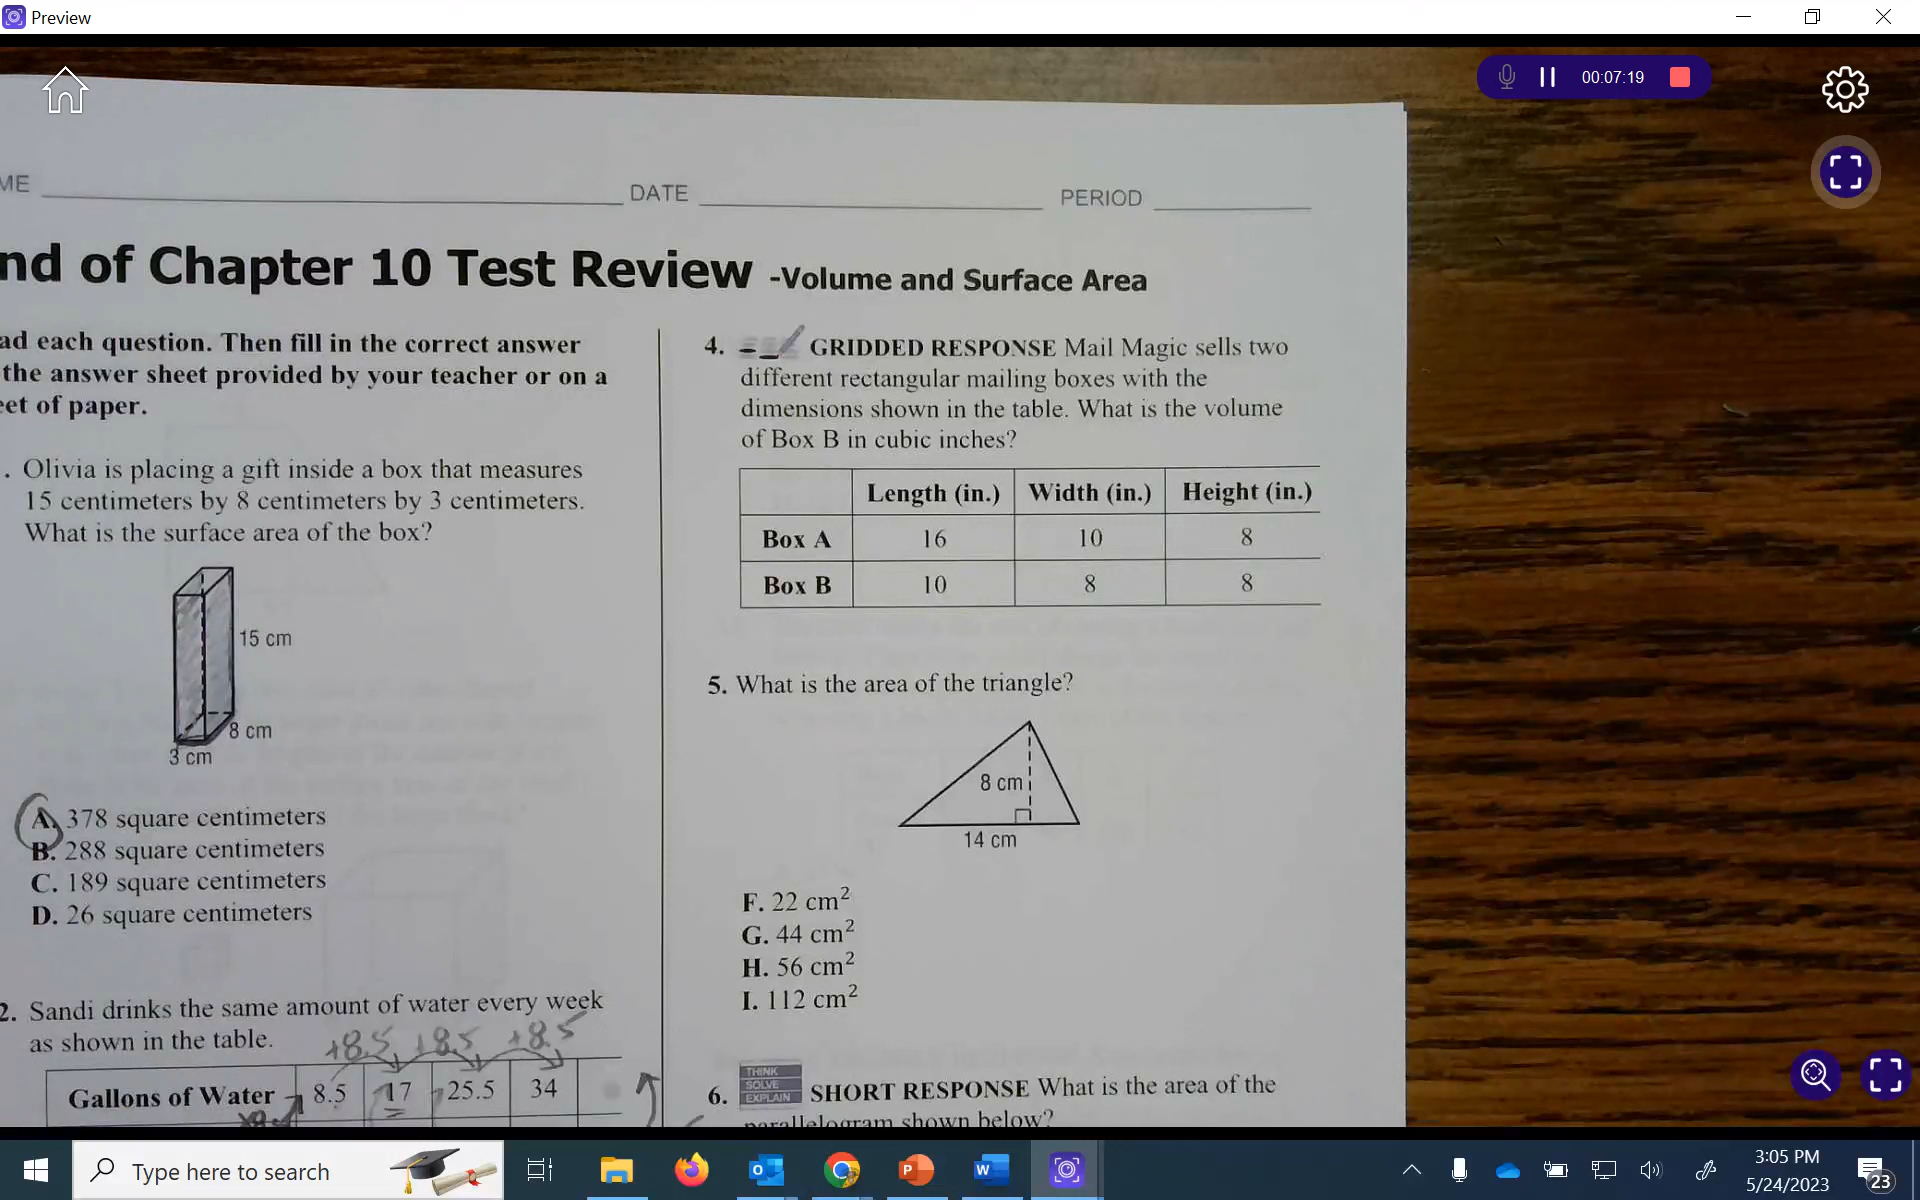 Preview
00:07:19
ME DATE PERIOD
nd of Chapter 10 Test Review -Volume and Surface Area
ad each question. Then fill in the correct answer
the answer sheet provided by your teacher or on a
eet of paper.
. Olivia is placing a gift inside a box that measures
15 centimeters by 8 centimeters by 3 centimeters.
What is the surface area of the box?
15 cm
8 cm
3 cm
A. 378 square centimeters
B. 288 square centimeters
C. 189 square centimeters
D. 26 square centimeters
2. Sandi drinks the same amount of water every week
as shown in the table.
+8.5 +8.5 +8.5
Gallons of Water 8.5 17 25.5 34
4. GRIDDED RESPONSE Mail Magic sells two
different rectangular mailing boxes with the
dimensions shown in the table. What is the volume
of Box B in cubic inches?
Length (in.) Width (in.) Height (in.)
Box A 16 10 8
Box B 10 8 8
5. What is the area of the triangle?
8 cm
14 cm
F. 22 cm²
G. 44 cm²
H. 56 cm²
I. 112 cm²
THINK
SOLVE
EXPLAIN
6. SHORT RESPONSE What is the area of the
parallelogram shown below?
Type here to search
3:05 PM
5/24/2023
23